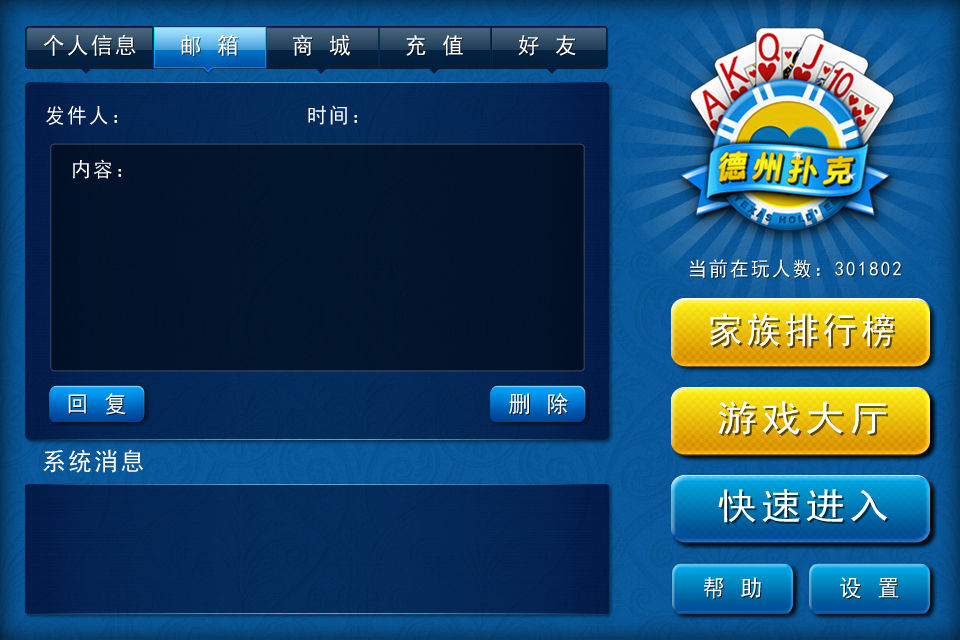 个人信息
邮 箱
商 城
充 值
好 友
发件人：
时间：
内容：
回 复
删 除
系统消息
A
K
Q
J
10
德州扑克
TEXAS HOLD'E
当前在玩人数：301802
家族排行榜
游戏大厅
快速进入
帮 助
设 置